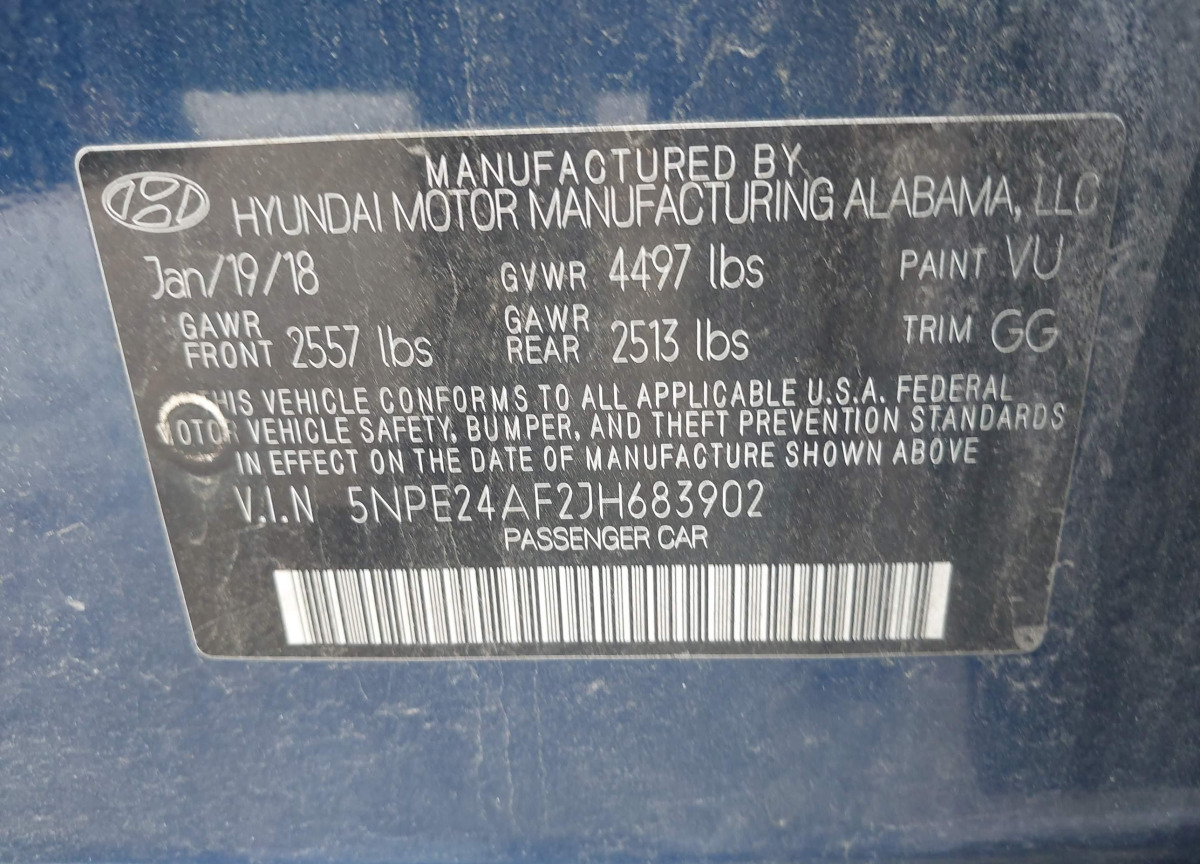 MANUFACTURED BY
HYUNDAI MOTOR MANUFACTURING ALABAMA, LLC
Jan/19/18 GVWR 4497 lbs PAINT VU
GAWR FRONT 2557 lbs GAWR REAR 2513 lbs TRIM GG
THIS VEHICLE CONFORMS TO ALL APPLICABLE U.S.A. FEDERAL
MOTOR VEHICLE SAFETY, BUMPER, AND THEFT PREVENTION STANDARDS
IN EFFECT ON THE DATE OF MANUFACTURE SHOWN ABOVE
V.I.N 5NPE24AF2JH683902
PASSENGER CAR